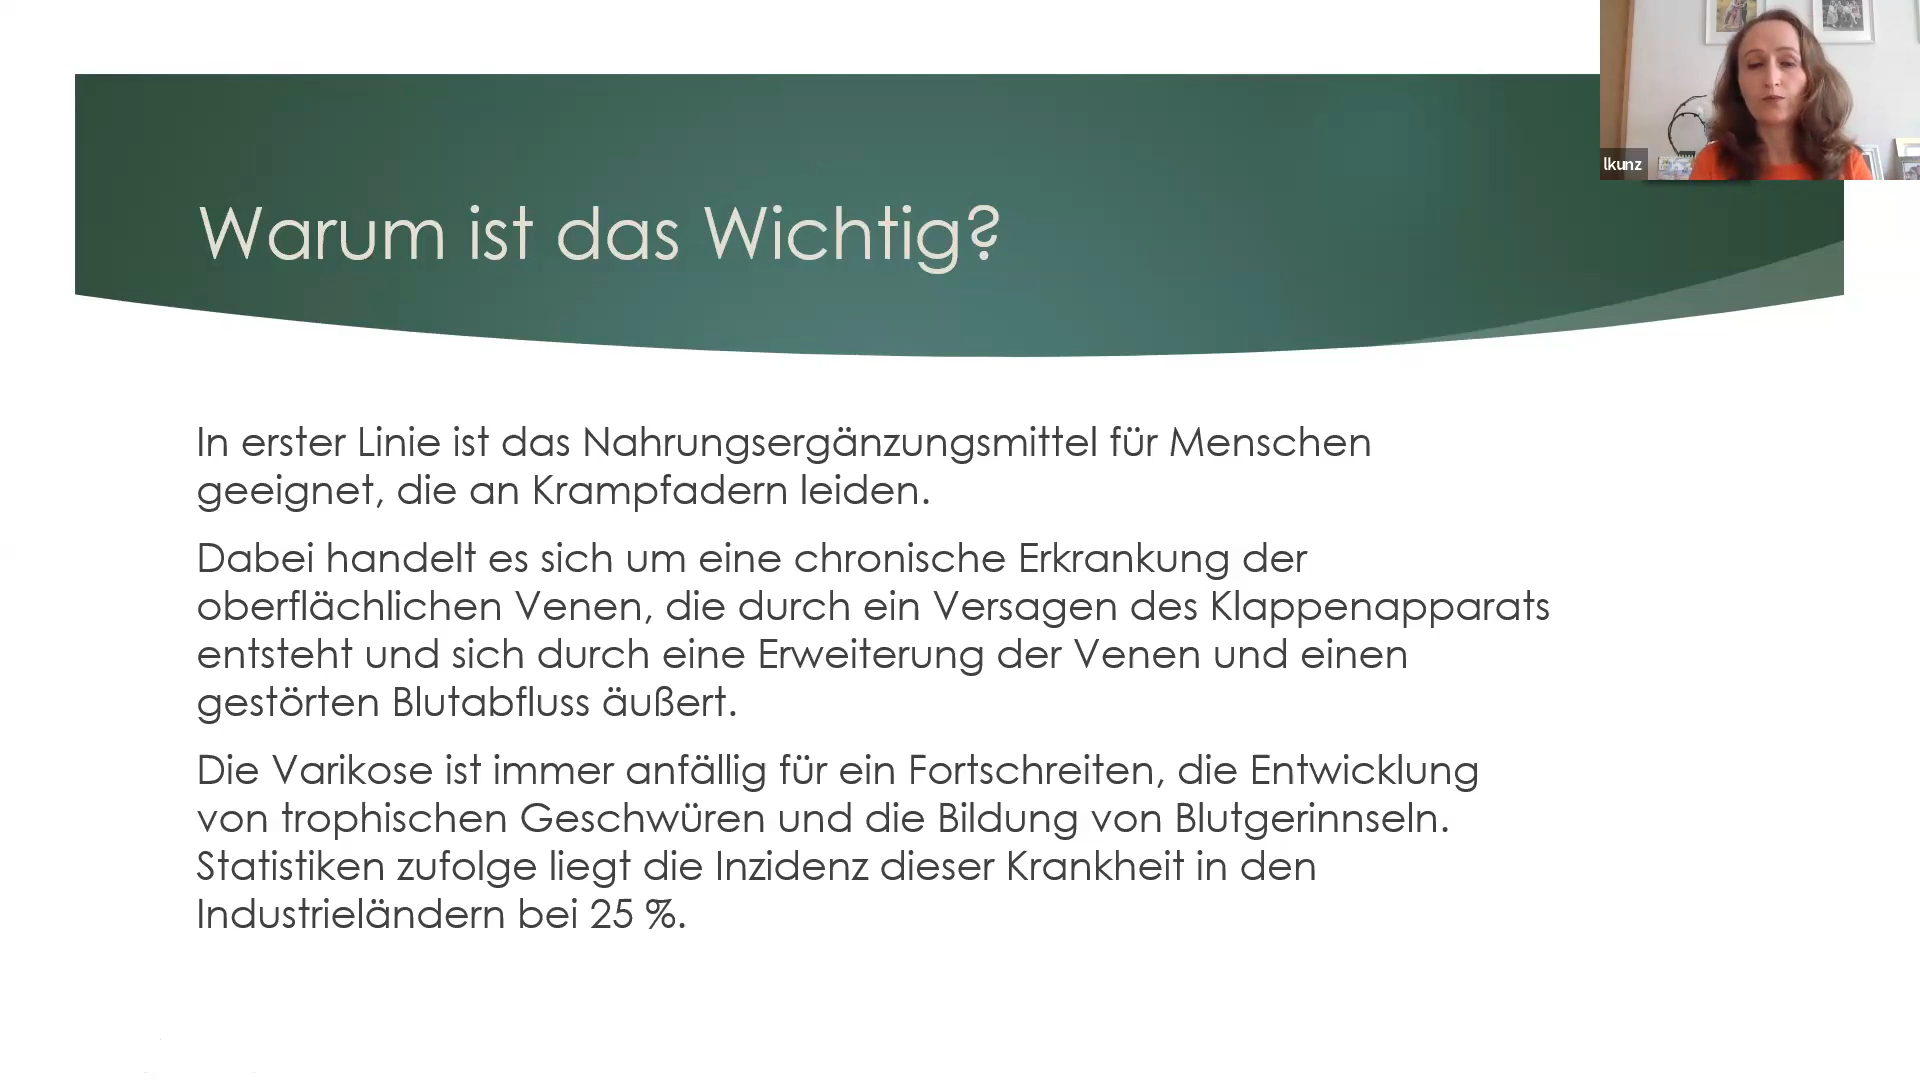 lkunz
Warum ist das Wichtig?
In erster Linie ist das Nahrungsergänzungsmittel für Menschen
geeignet, die an Krampfadern leiden.
Dabei handelt es sich um eine chronische Erkrankung der
oberflächlichen Venen, die durch ein Versagen des Klappenapparats
entsteht und sich durch eine Erweiterung der Venen und einen
gestörten Blutabfluss äußert.
Die Varikose ist immer anfällig für ein Fortschreiten, die Entwicklung
von trophischen Geschwüren und die Bildung von Blutgerinnseln.
Statistiken zufolge liegt die Inzidenz dieser Krankheit in den
Industrieländern bei 25 %.